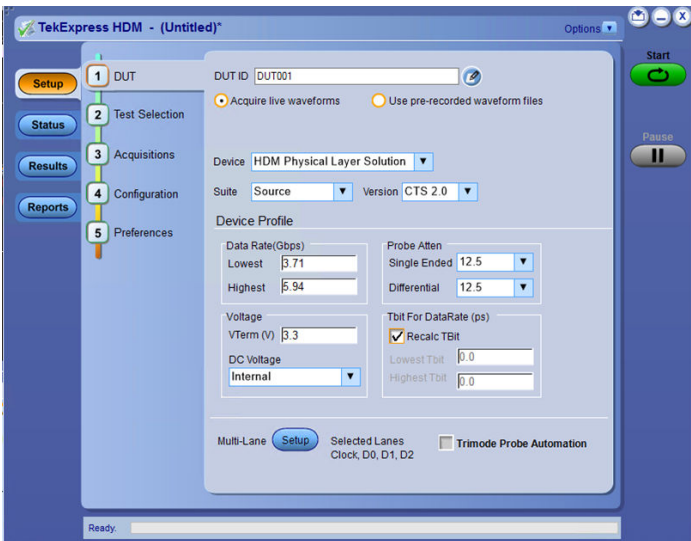 TekExpress HDM - (Untitled)*
Options
Start
Pause
Setup
Status
Results
Reports
1 DUT
2 Test Selection
3 Acquisitions
4 Configuration
5 Preferences
DUT ID DUT001
Acquire live waveforms Use pre-recorded waveform files
Device HDM Physical Layer Solution
Suite Source Version CTS 2.0
Device Profile
Data Rate(Gbps)
Lowest 3.71
Highest 5.94
Probe Atten
Single Ended 12.5
Differential 12.5
Voltage
VTerm (V) 3.3
DC Voltage
Internal
Tbit For DataRate (ps)
Recalc TBit
Lowest Tbit 0.0
Highest Tbit 0.0
Multi-Lane Setup
Selected Lanes
Clock, D0, D1, D2
Trimode Probe Automation
Ready.